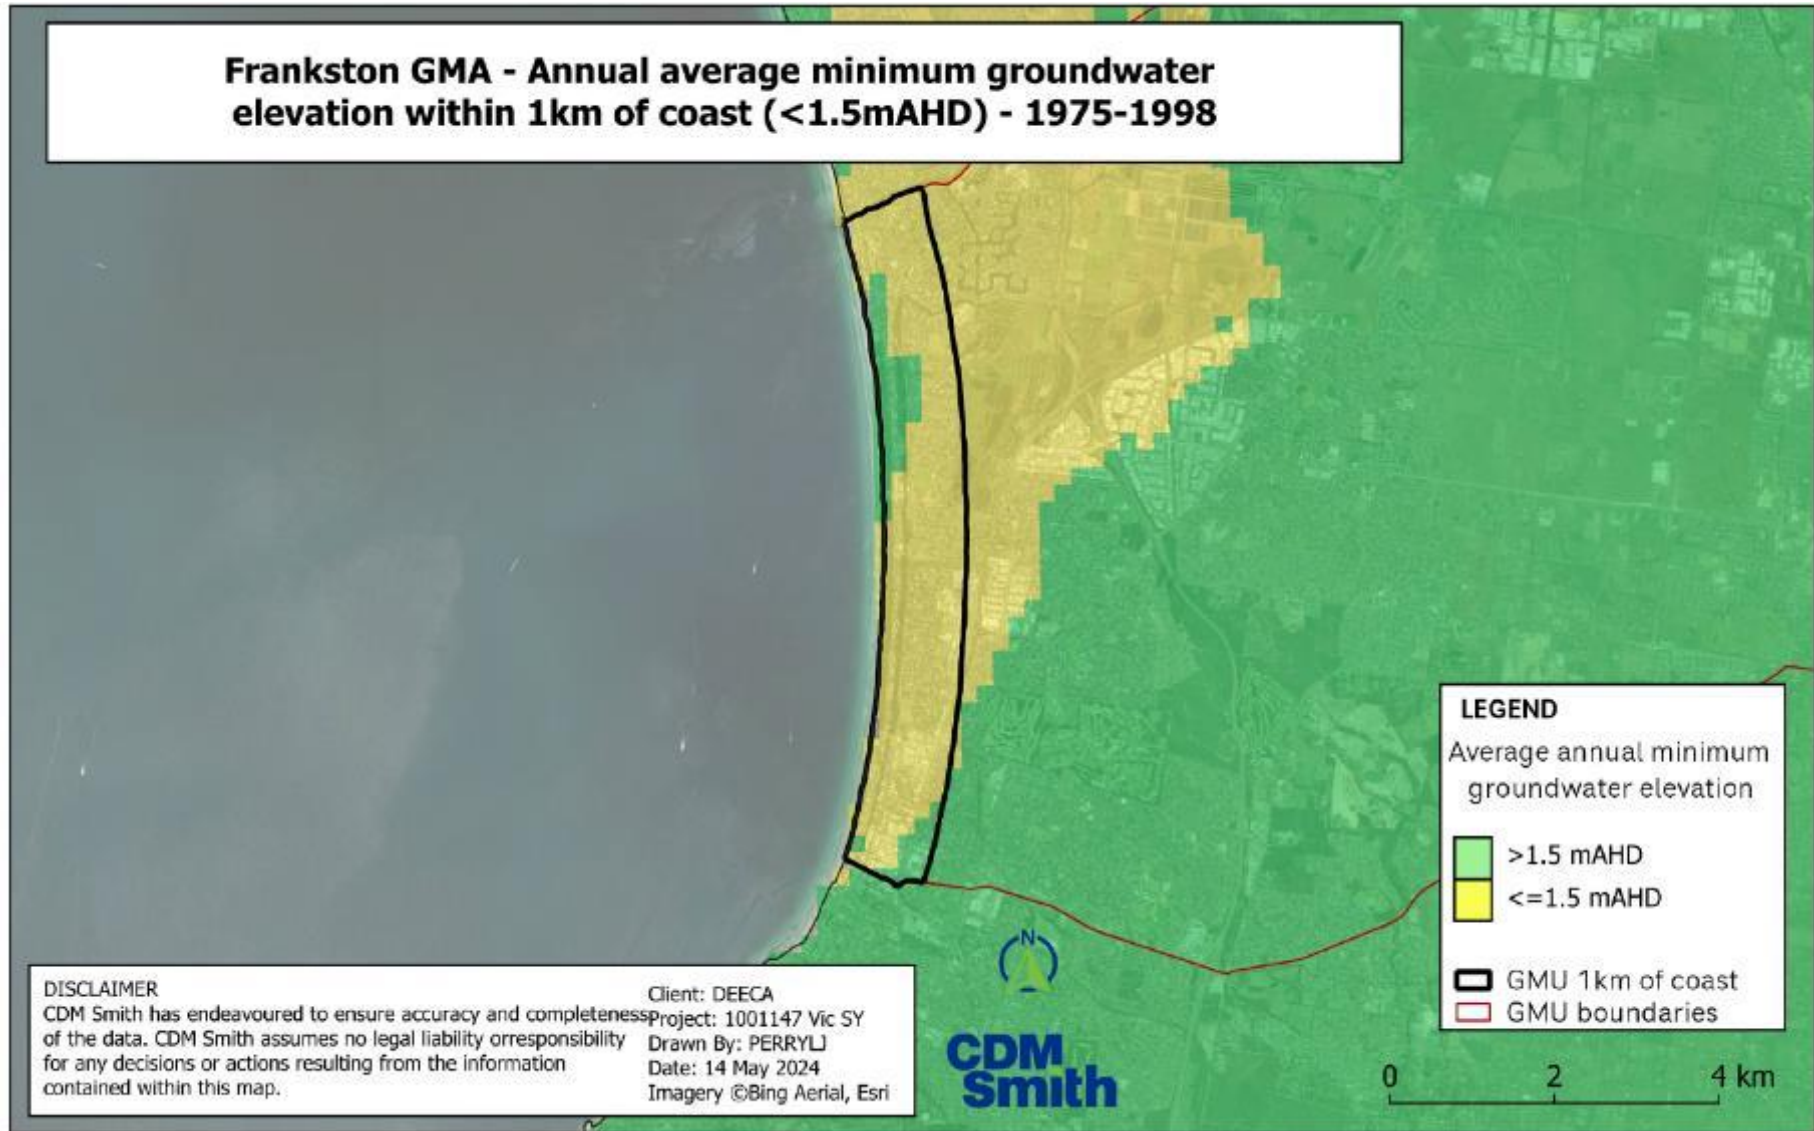 Frankston GMA - Annual average minimum groundwater
elevation within 1km of coast (<1.5mAHD) - 1975-1998
LEGEND
Average annual minimum
groundwater elevation
>1.5 mAHD
<=1.5 mAHD
GMU 1km of coast
GMU boundaries
DISCLAIMER
CDM Smith has endeavoured to ensure accuracy and completeness
of the data. CDM Smith assumes no legal liability orresponsibility
for any decisions or actions resulting from the information
contained within this map.
Client: DEECA
Project: 1001147 Vic SY
Drawn By: PERRYLJ
Date: 14 May 2024
Imagery ©Bing Aerial, Esri
N
CDM
Smith
0 2 4 km